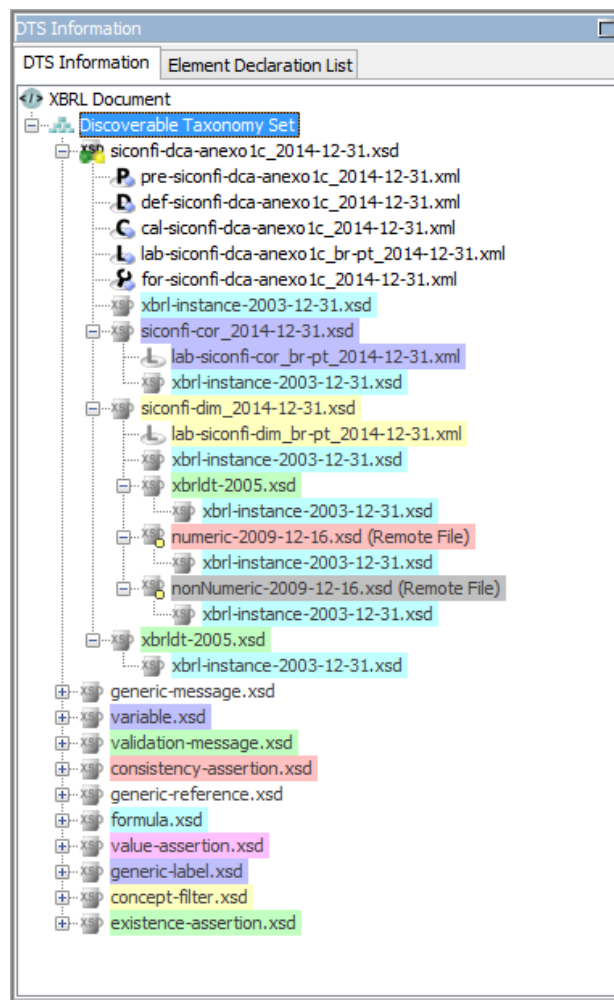 DTS Information
DTS Information Element Declaration List
XBRL Document
Discoverable Taxonomy Set
siconfi-dca-anexo1c_2014-12-31.xsd
pre-siconfi-dca-anexo1c_2014-12-31.xml
def-siconfi-dca-anexo1c_2014-12-31.xml
cal-siconfi-dca-anexo1c_2014-12-31.xml
lab-siconfi-dca-anexo1c_br-pt_2014-12-31.xml
for-siconfi-dca-anexo1c_2014-12-31.xml
xbrl-instance-2003-12-31.xsd
siconfi-cor_2014-12-31.xsd
lab-siconfi-cor_br-pt_2014-12-31.xml
xbrl-instance-2003-12-31.xsd
siconfi-dim_2014-12-31.xsd
lab-siconfi-dim_br-pt_2014-12-31.xml
xbrl-instance-2003-12-31.xsd
xbrldt-2005.xsd
xbrl-instance-2003-12-31.xsd
numeric-2009-12-16.xsd (Remote File)
xbrl-instance-2003-12-31.xsd
nonNumeric-2009-12-16.xsd (Remote File)
xbrl-instance-2003-12-31.xsd
xbrldt-2005.xsd
xbrl-instance-2003-12-31.xsd
generic-message.xsd
variable.xsd
validation-message.xsd
consistency-assertion.xsd
generic-reference.xsd
formula.xsd
value-assertion.xsd
generic-label.xsd
concept-filter.xsd
existence-assertion.xsd